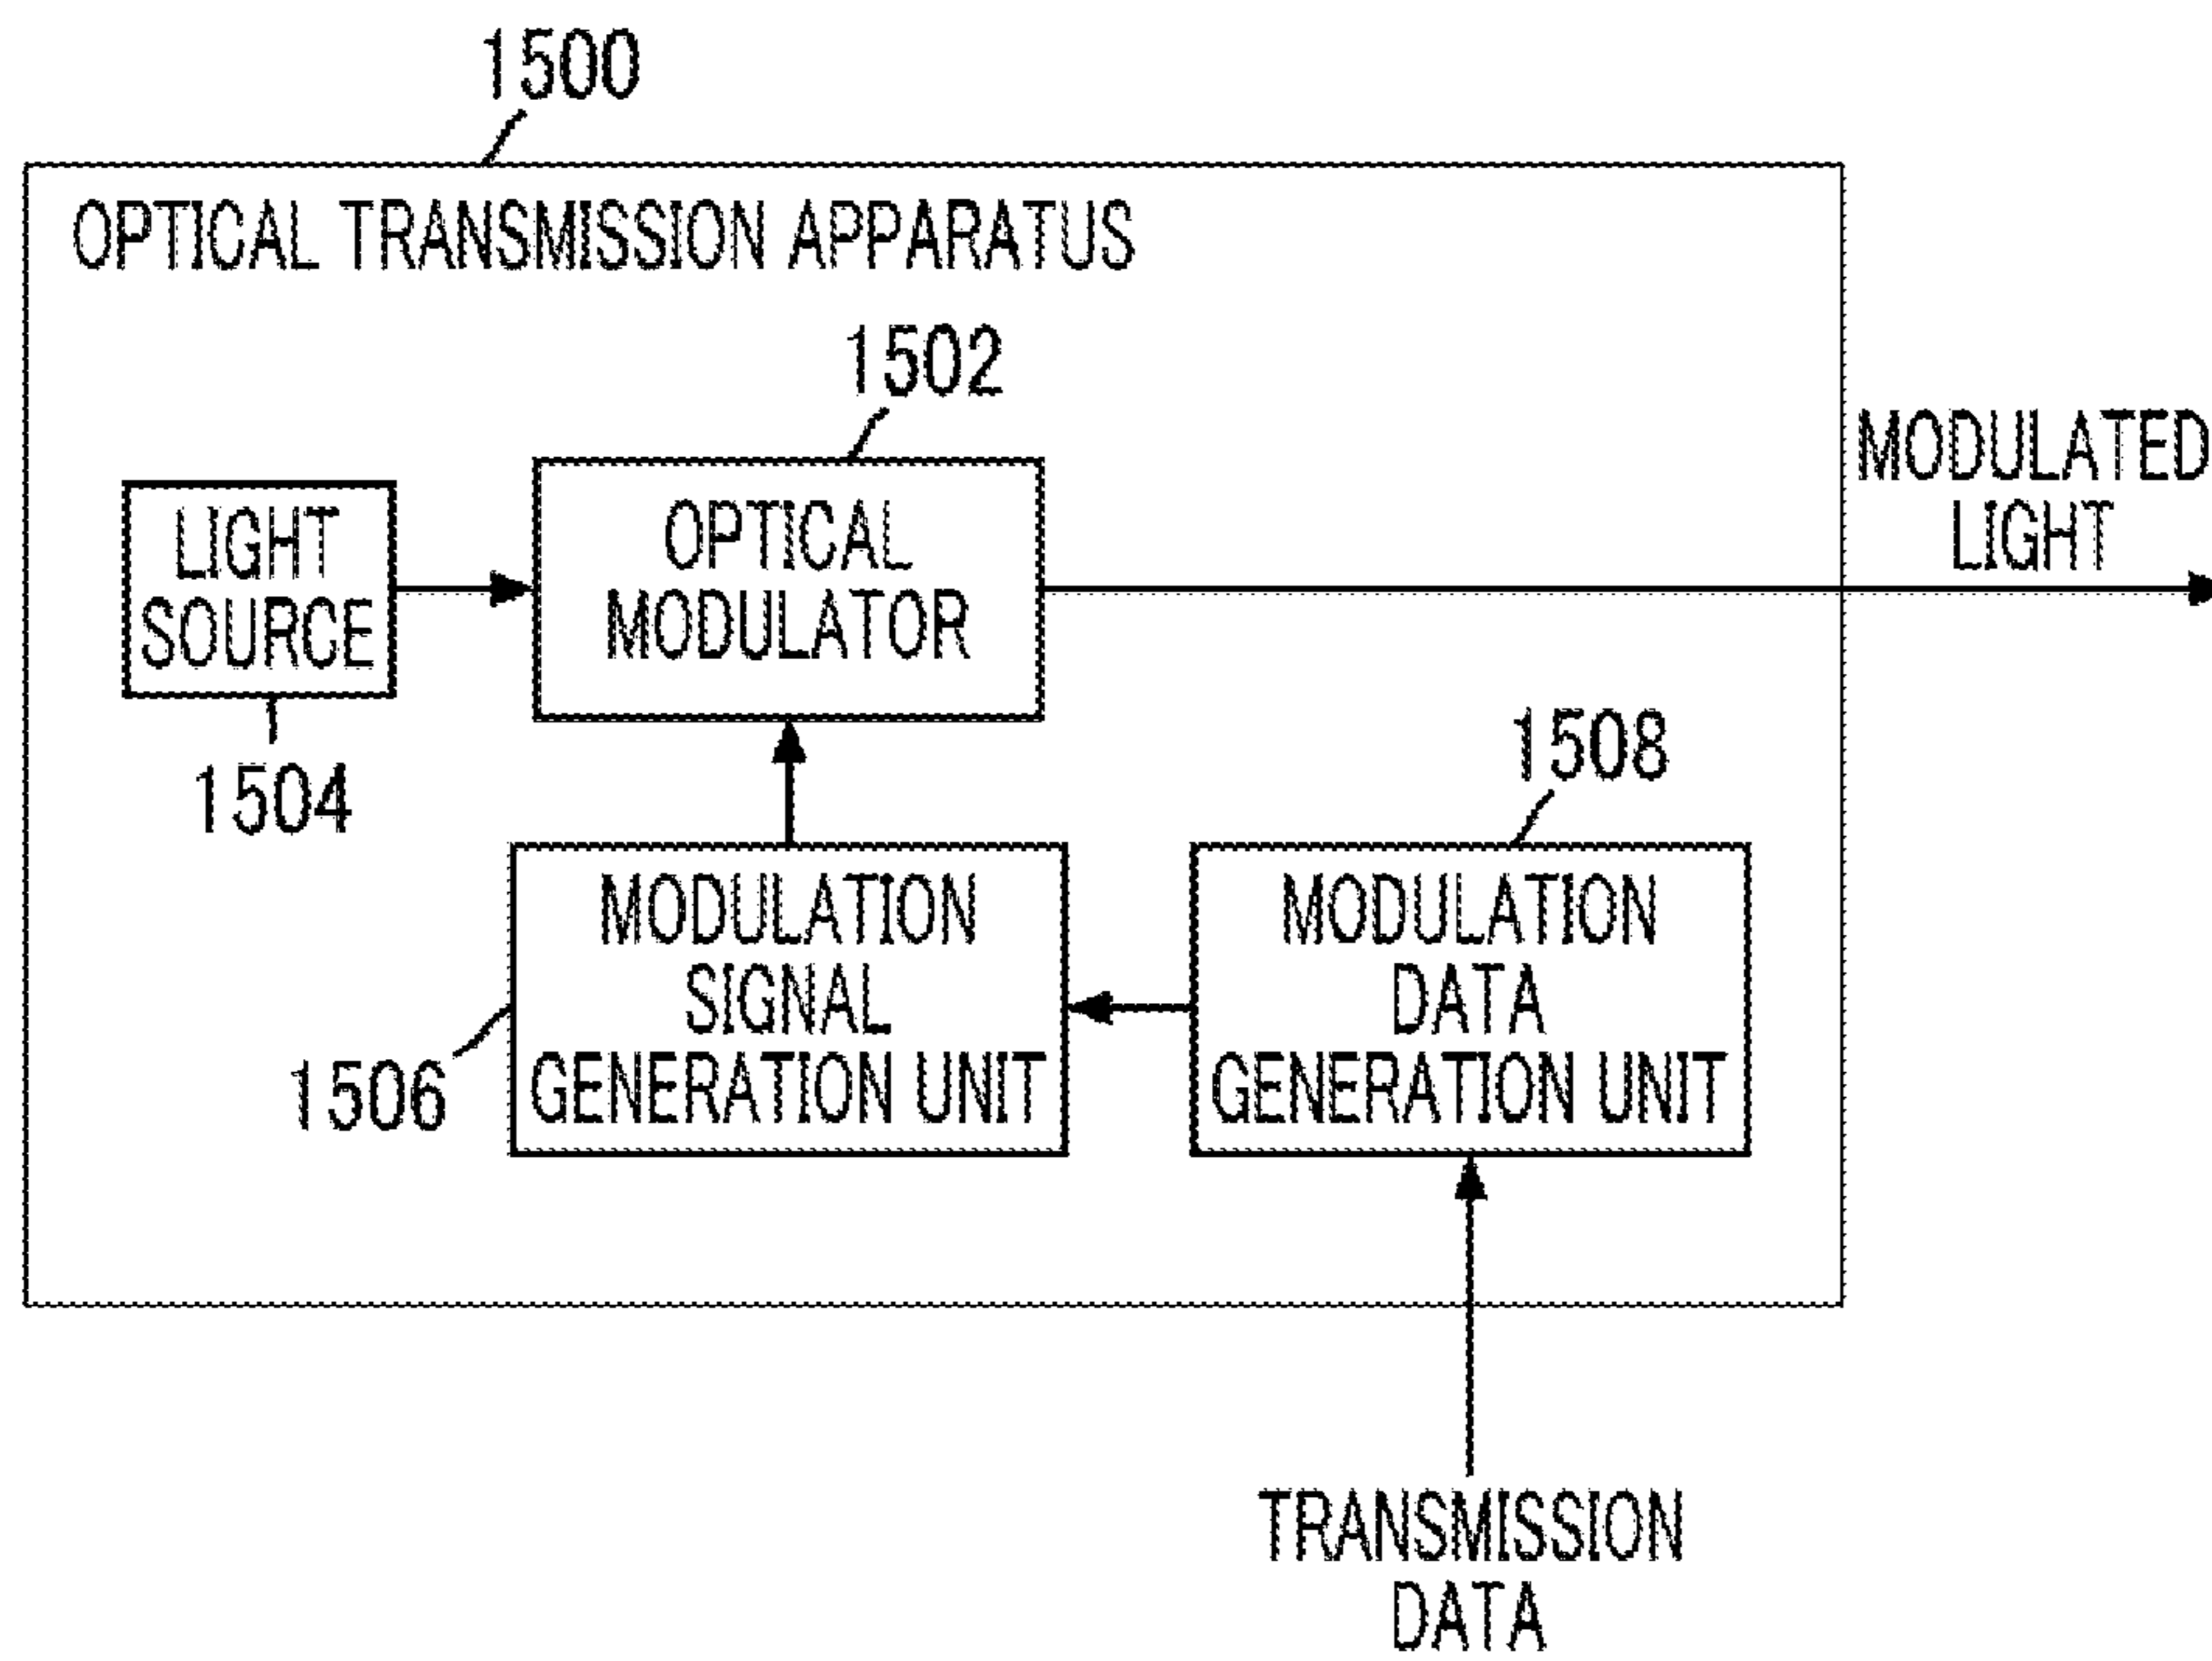 1500
OPTICAL TRANSMISSION APPARATUS
1502
MODULATED
LIGHT
LIGHT
SOURCE
OPTICAL
MODULATOR
1504
1508
MODULATION
SIGNAL
GENERATION UNIT
MODULATION
DATA
GENERATION UNIT
1506
TRANSMISSION
DATA